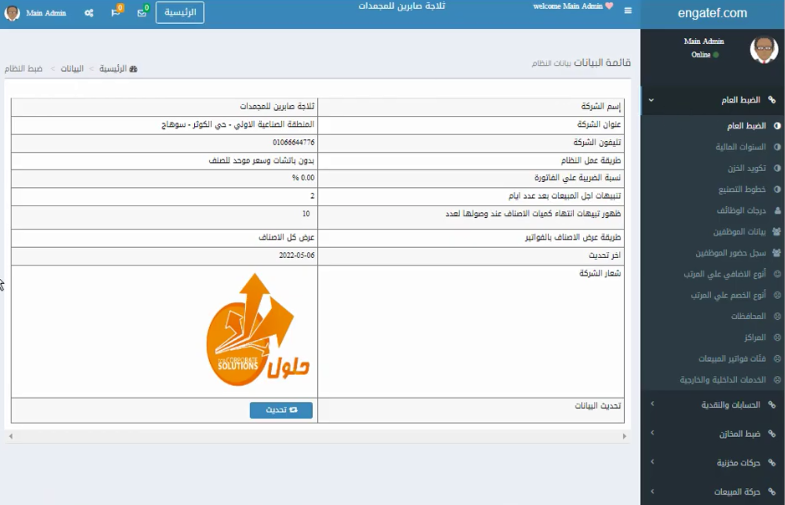 engatef.com
welcome Main Admin
ثلاجة صابرين للمجمدات
الرئيسية
0
0
Main Admin
Main Admin
Online
قائمة البيانات بيانات النظام
الرئيسية > البيانات > ضبط النظام
إسم الشركة ثلاجة صابرين للمجمدات
عنوان الشركة المنطقة الصناعية الاولي - حي الكوثر - سوهاج
تليفون الشركة 01066644776
طريقة عمل النظام بدون باتشات وسعر موحد للصنف
نسبة الضريبة علي الفاتورة 0.00 %
تنبيهات اجل المبيعات بعد عدد ايام 2
ظهور تبيهات انتهاء كميات الاصناف عند وصولها لعدد 10
طريقة عرض الاصناف بالفواتير عرض كل الاصناف
اخر تحديث 2022-05-06
شعار الشركة
CORPORATE
SOLUTIONS
حلول
تحديث البيانات تحديث
الضبط العام
الضبط العام
السنوات المالية
تكويد الخزن
خطوط التصنيع
درجات الوظائف
بيانات الموظفين
سجل حضور الموظفين
أنوع الاضافي علي المرتب
أنوع الخصم علي المرتب
المحافظات
المراكز
فئات فواتير المبيعات
الخدمات الداخلية والخارجية
الحسابات والنقدية
ضبط المخازن
حركات مخزنية
حركة المبيعات